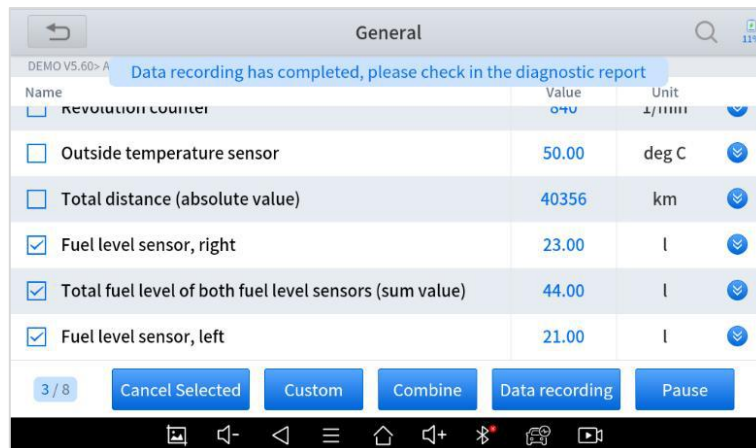 General
11%
DEMO V5.60> A
Data recording has completed, please check in the diagnostic report
Name Value Unit
Revolution counter 840 1/min
Outside temperature sensor 50.00 deg C
Total distance (absolute value) 40356 km
Fuel level sensor, right 23.00 l
Total fuel level of both fuel level sensors (sum value) 44.00 l
Fuel level sensor, left 21.00 l
3 / 8 Cancel Selected Custom Combine Data recording Pause